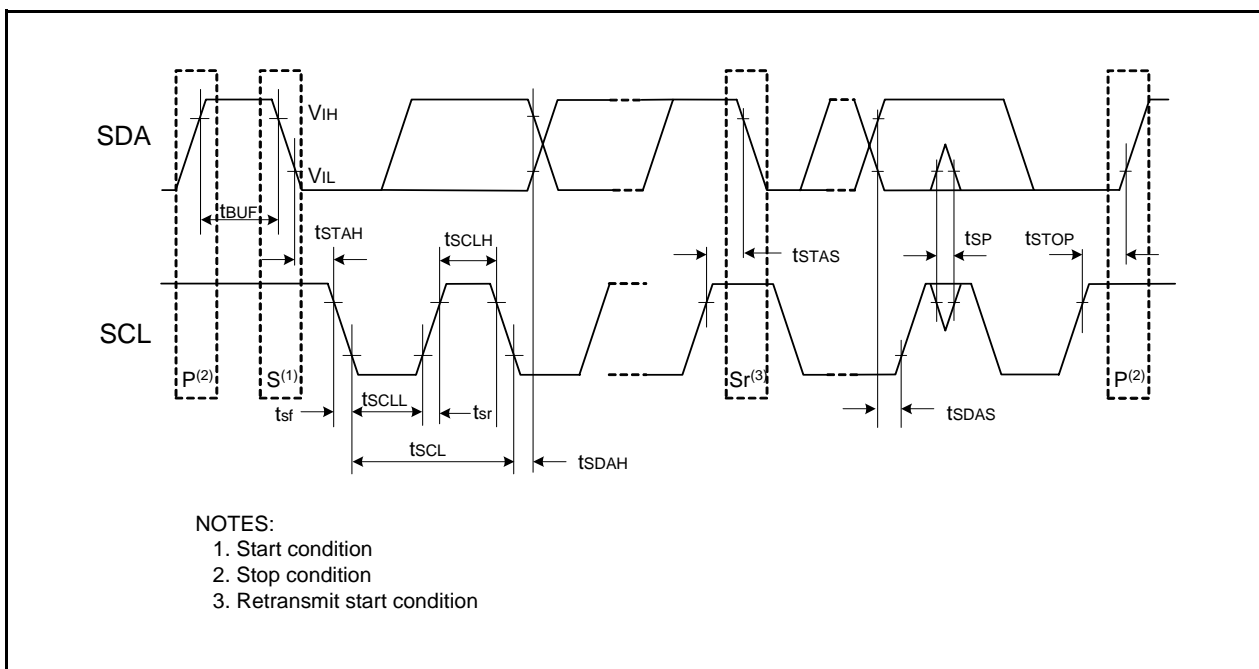 SDA
VIH
VIL
tBUF
tSTAH
tSCLH
tSTAS
tSP
tSTOP
SCL
P(2)
S(1)
Sr(3)
P(2)
tsf
tSCLL
tsr
tSCL
tSDAH
tSDAS
NOTES:
1. Start condition
2. Stop condition
3. Retransmit start condition